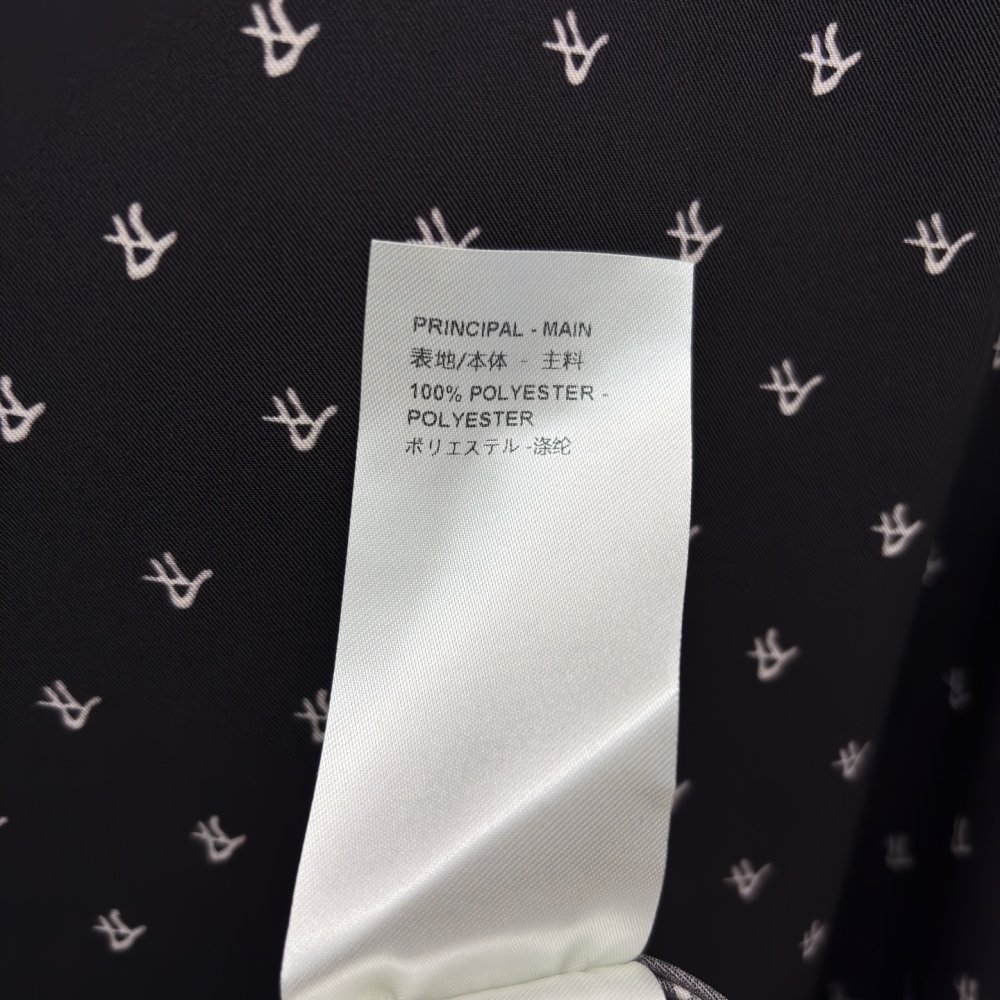 PRINCIPAL - MAIN
表地/本体 - 主料
100% POLYESTER -
POLYESTER
ポリエステル -涤纶